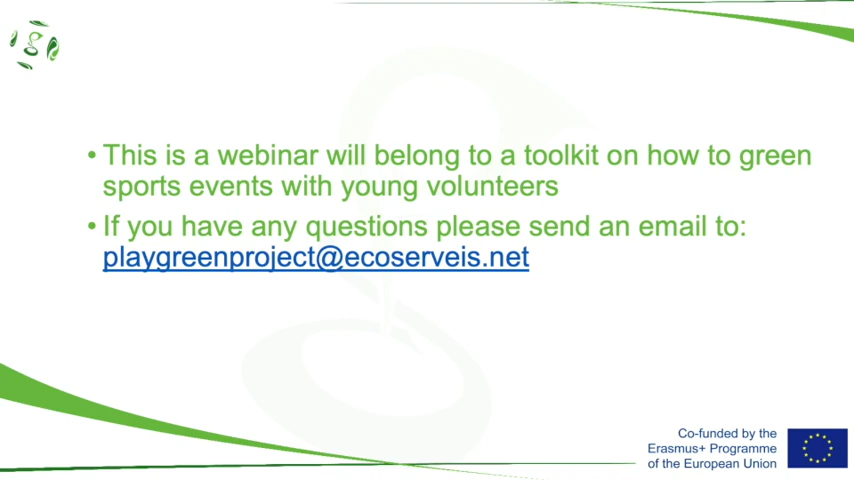 • This is a webinar will belong to a toolkit on how to green
sports events with young volunteers
• If you have any questions please send an email to:
playgreenproject@ecoserveis.net
Co-funded by the
Erasmus+ Programme
of the European Union